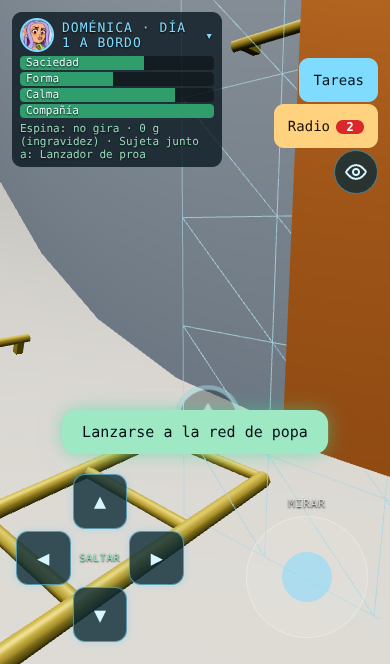 DOMÉNICA · DÍA
1 A BORDO
Saciedad
Forma
Calma
Compañía
Espina: no gira · 0 g
(ingravidez) · Sujeta junto
a: Lanzador de proa
Tareas
Radio 2
Lanzarse a la red de popa
MIRAR
SALTAR